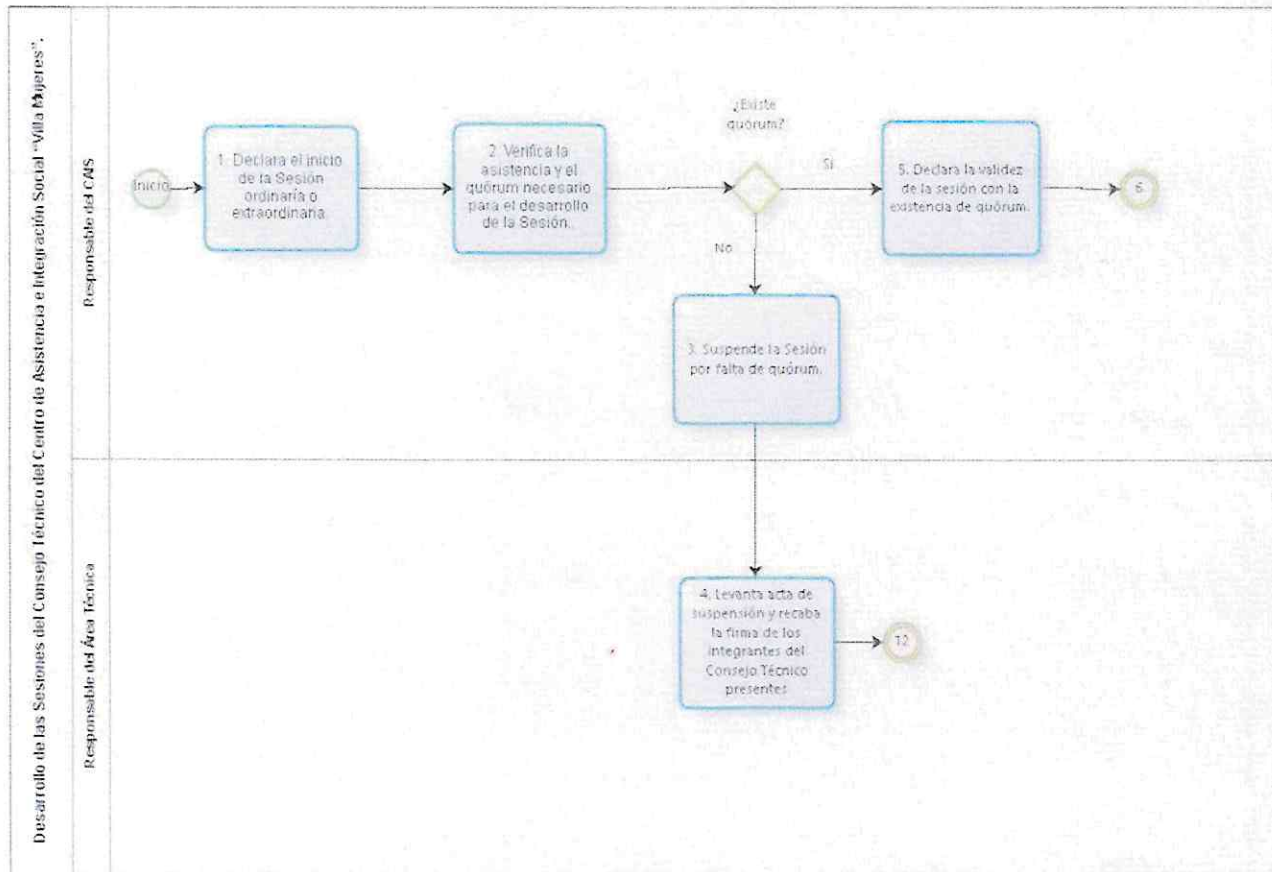 Desarrollo de las Sesiones del Consejo Técnico del Centro de Asistencia e Integración Social "Villa Mujeres".
Responsable del CAIS
Inicio
1. Declara el inicio
de la Sesión
ordinaria o
extraordinaria.
2. Verifica la
asistencia y el
quórum necesario
para el desarrollo
de la Sesión.
¿Existe
quórum?
Si
No
5. Declara la validez
de la sesión con la
existencia de quórum.
6
3. Suspende la Sesión
por falta de quórum.
Responsable del Área Técnica
4. Levanta acta de
suspensión y recaba
la firma de los
integrantes del
Consejo Técnico
presentes
12